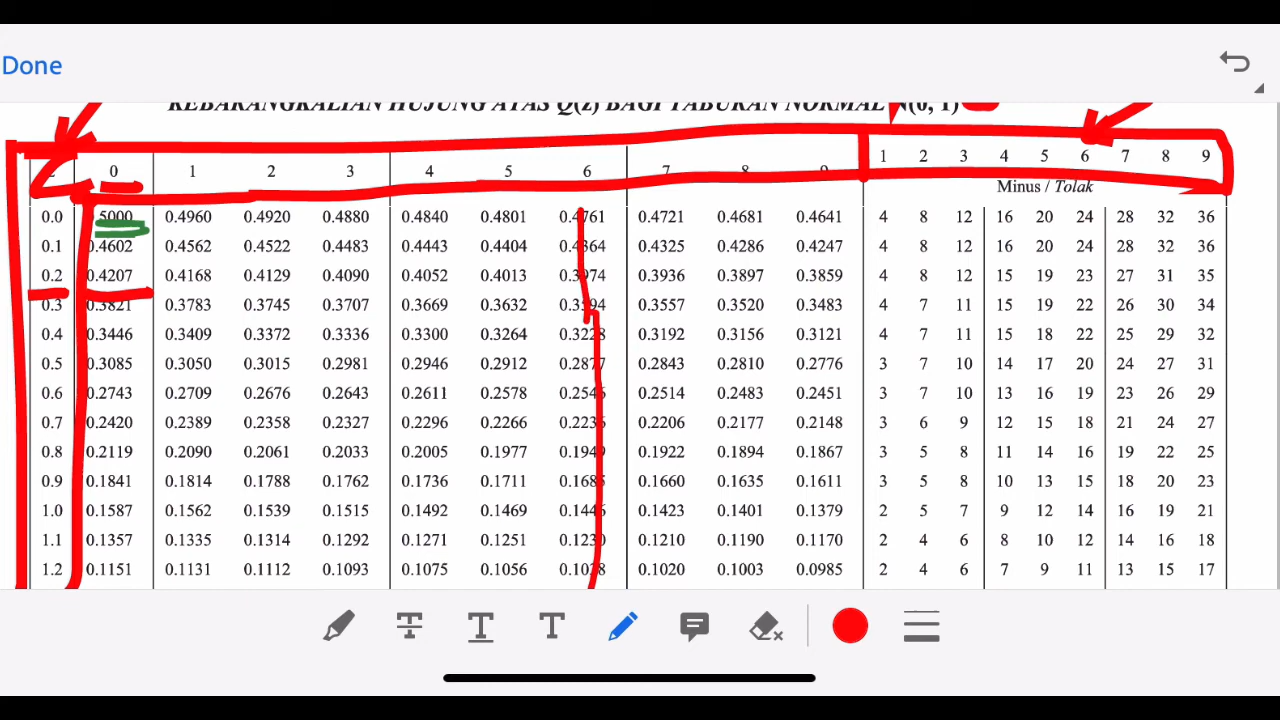 Done
KEBARANGKALIAN HUJUNG ATAS Q(z) BAGI TABURAN NORMAL N(0, 1)
0 1 2 3 4 5 6 7 8 9 1 2 3 4 5 6 7 8 9
Minus / Tolak
0.0 0.5000 0.4960 0.4920 0.4880 0.4840 0.4801 0.4761 0.4721 0.4681 0.4641 4 8 12 16 20 24 28 32 36
0.1 0.4602 0.4562 0.4522 0.4483 0.4443 0.4404 0.4364 0.4325 0.4286 0.4247 4 8 12 16 20 24 28 32 36
0.2 0.4207 0.4168 0.4129 0.4090 0.4052 0.4013 0.3974 0.3936 0.3897 0.3859 4 8 12 15 19 23 27 31 35
0.3 0.3821 0.3783 0.3745 0.3707 0.3669 0.3632 0.3594 0.3557 0.3520 0.3483 4 7 11 15 19 22 26 30 34
0.4 0.3446 0.3409 0.3372 0.3336 0.3300 0.3264 0.3228 0.3192 0.3156 0.3121 4 7 11 15 18 22 25 29 32
0.5 0.3085 0.3050 0.3015 0.2981 0.2946 0.2912 0.2877 0.2843 0.2810 0.2776 3 7 10 14 17 20 24 27 31
0.6 0.2743 0.2709 0.2676 0.2643 0.2611 0.2578 0.2546 0.2514 0.2483 0.2451 3 7 10 13 16 19 23 26 29
0.7 0.2420 0.2389 0.2358 0.2327 0.2296 0.2266 0.2236 0.2206 0.2177 0.2148 3 6 9 12 15 18 21 24 27
0.8 0.2119 0.2090 0.2061 0.2033 0.2005 0.1977 0.1949 0.1922 0.1894 0.1867 3 5 8 11 14 16 19 22 25
0.9 0.1841 0.1814 0.1788 0.1762 0.1736 0.1711 0.1685 0.1660 0.1635 0.1611 3 5 8 10 13 15 18 20 23
1.0 0.1587 0.1562 0.1539 0.1515 0.1492 0.1469 0.1446 0.1423 0.1401 0.1379 2 5 7 9 12 14 16 19 21
1.1 0.1357 0.1335 0.1314 0.1292 0.1271 0.1251 0.1230 0.1210 0.1190 0.1170 2 4 6 8 10 12 14 16 18
1.2 0.1151 0.1131 0.1112 0.1093 0.1075 0.1056 0.1038 0.1020 0.1003 0.0985 2 4 6 7 9 11 13 15 17
T T T